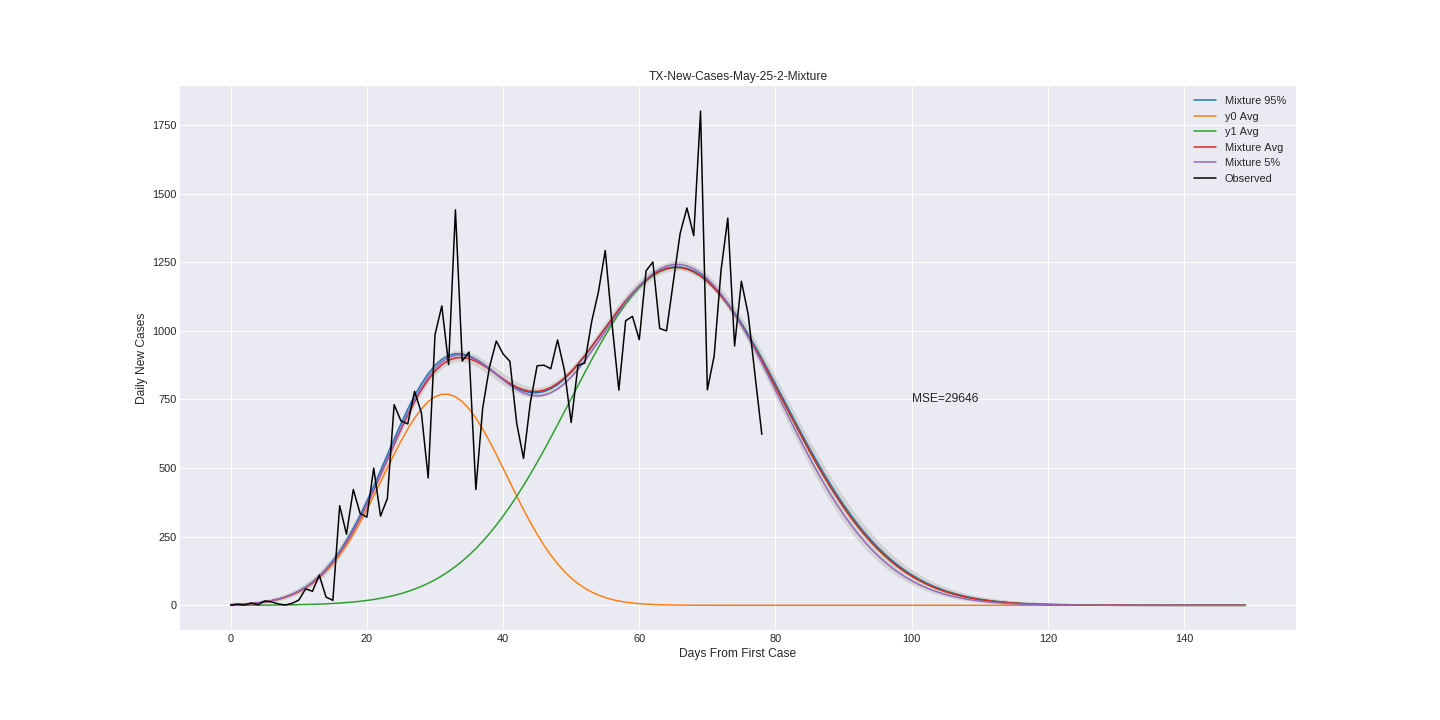 TX-New-Cases-May-25-2-Mixture
Mixture 95%
y0 Avg
y1 Avg
Mixture Avg
Mixture 5%
Observed
1750
1500
1250
1000
750
500
250
0
Daily New Cases
MSE=29646
0 20 40 60 80 100 120 140
Days From First Case